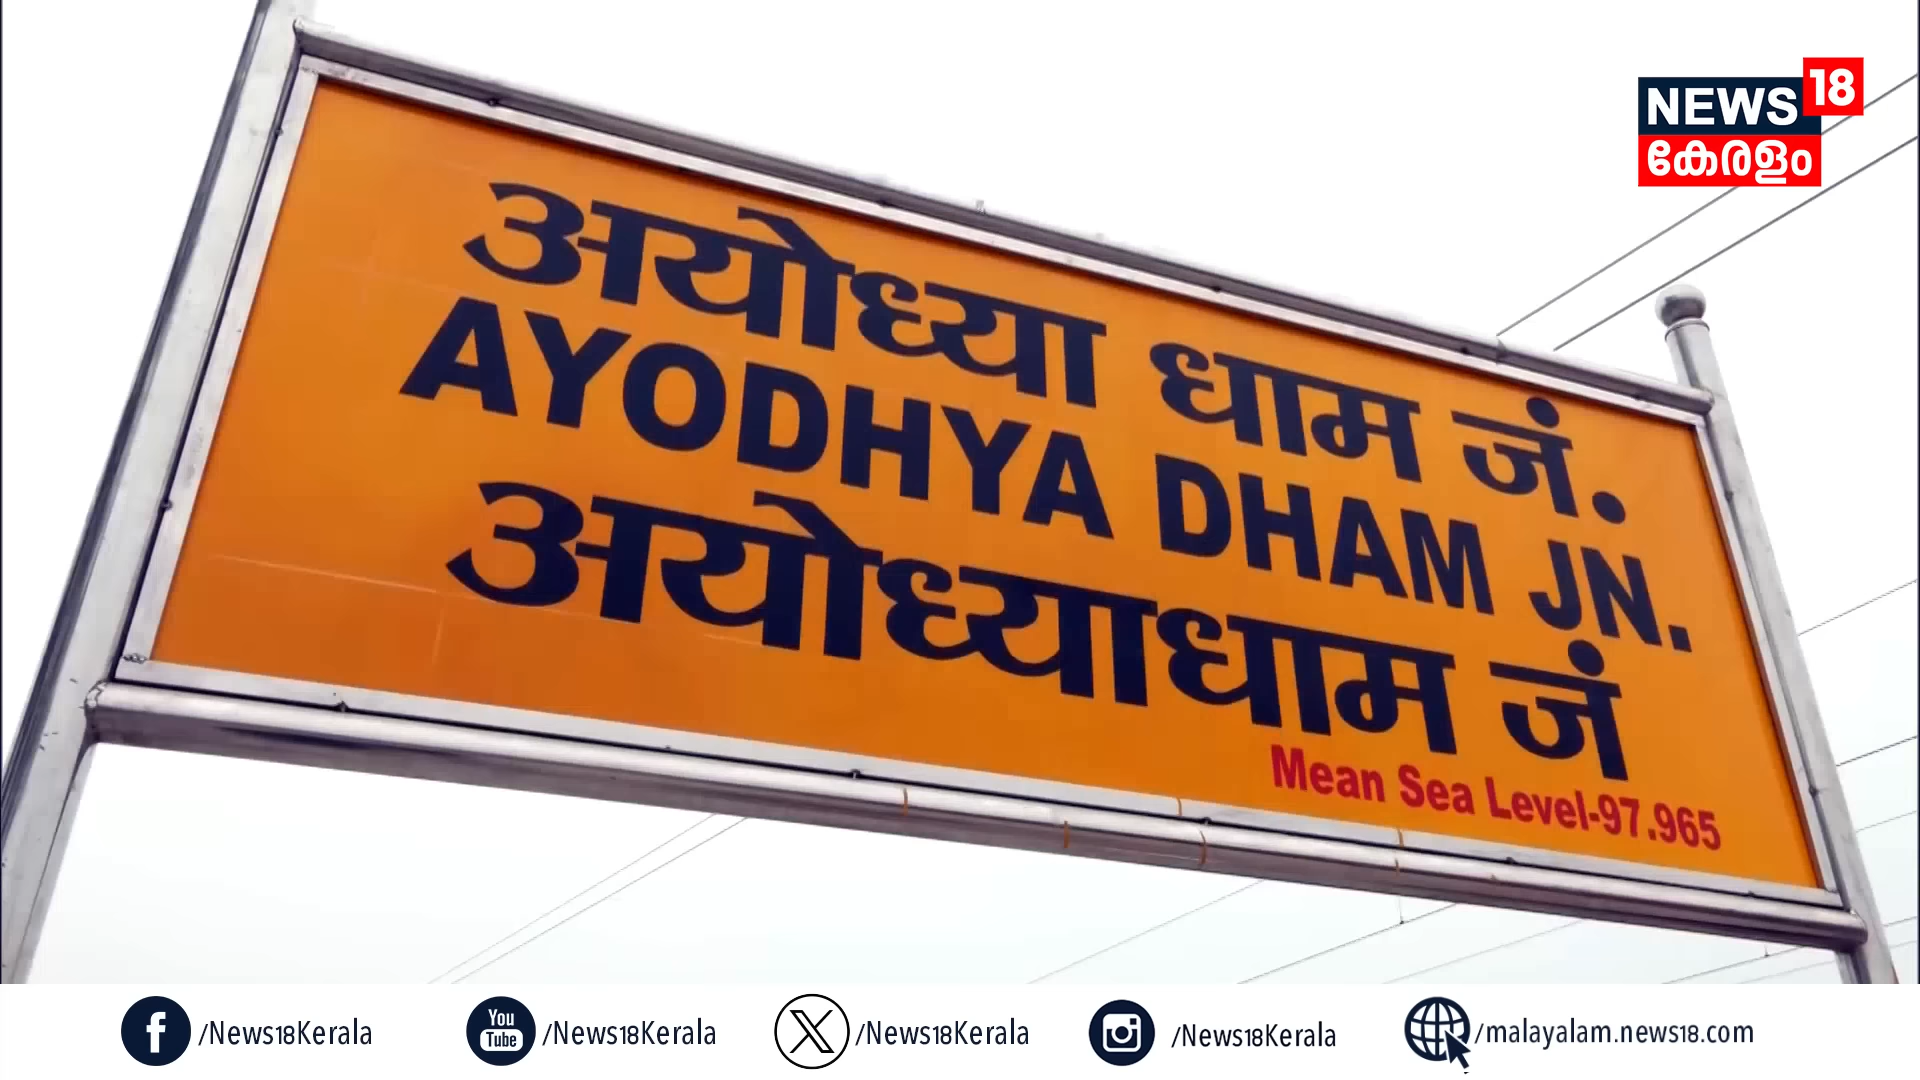 NEWS 18
കേരളം
अयोध्या धाम जं.
AYODHYA DHAM JN.
अयोध्याधाम जं
Mean Sea Level-97.965
/News18Kerala
You Tube /News18Kerala
/News18Kerala
/News18Kerala
/malayalam.news18.com